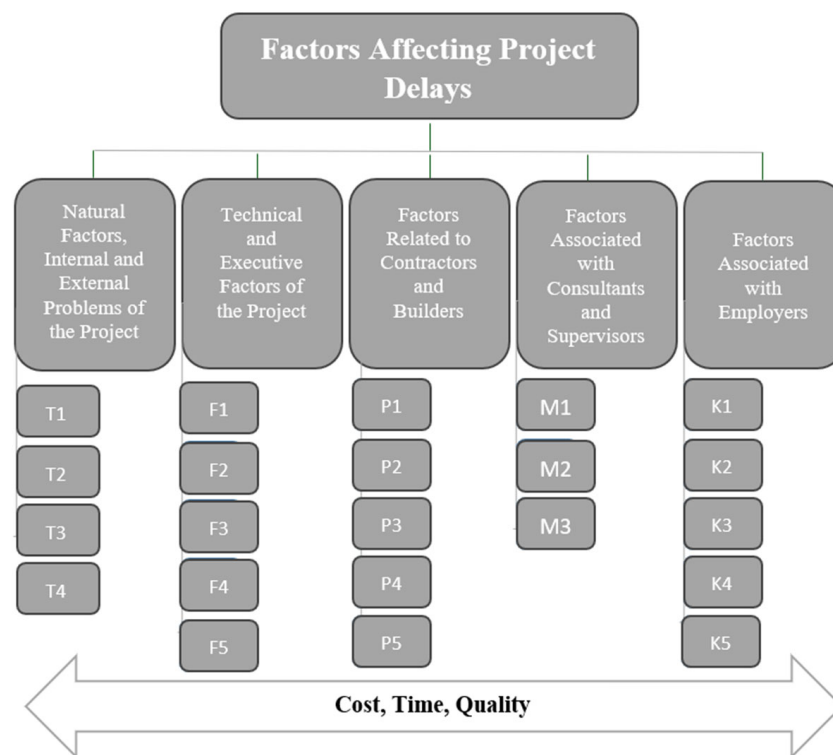 Factors Affecting Project
Delays
Natural
Factors,
Internal and
External
Problems of
the Project
Technical
and
Executive
Factors of
the Project
Factors
Related to
Contractors
and
Builders
Factors
Associated
with
Consultants
and
Supervisors
Factors
Associated
with
Employers
T1
T2
T3
T4
F1
F2
F3
F4
F5
P1
P2
P3
P4
P5
M1
M2
M3
K1
K2
K3
K4
K5
Cost, Time, Quality